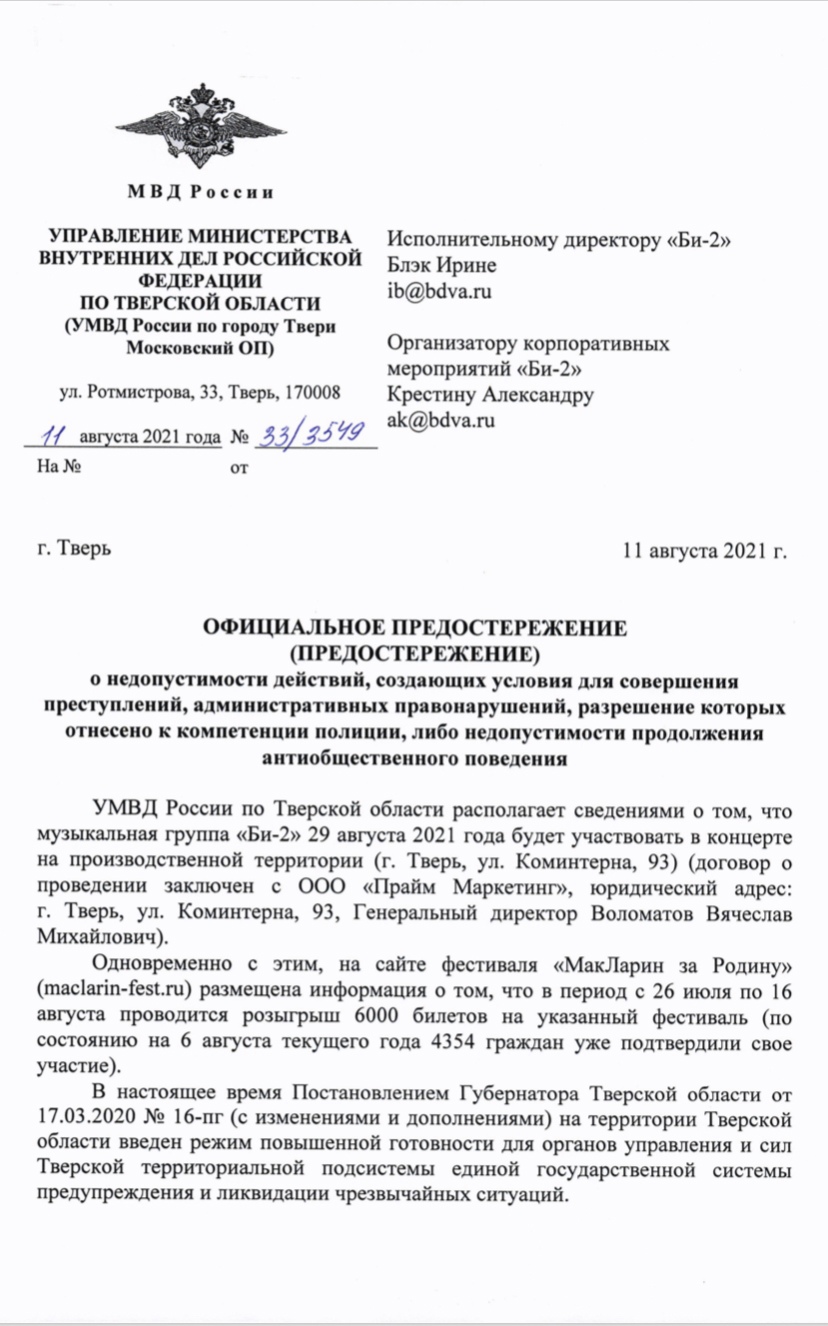 МВД России
УПРАВЛЕНИЕ МИНИСТЕРСТВА
ВНУТРЕННИХ ДЕЛ РОССИЙСКОЙ
ФЕДЕРАЦИИ
ПО ТВЕРСКОЙ ОБЛАСТИ
(УМВД России по городу Твери
Московский ОП)
ул. Ротмистрова, 33, Тверь, 170008
11 августа 2021 года № 33/3549
На № от
Исполнительному директору «Би-2»
Блэк Ирине
ib@bdva.ru
Организатору корпоративных
мероприятий «Би-2»
Крестину Александру
ak@bdva.ru
г. Тверь 11 августа 2021 г.
ОФИЦИАЛЬНОЕ ПРЕДОСТЕРЕЖЕНИЕ
(ПРЕДОСТЕРЕЖЕНИЕ)
о недопустимости действий, создающих условия для совершения
преступлений, административных правонарушений, разрешение которых
отнесено к компетенции полиции, либо недопустимости продолжения
антиобщественного поведения
УМВД России по Тверской области располагает сведениями о том, что
музыкальная группа «Би-2» 29 августа 2021 года будет участвовать в концерте
на производственной территории (г. Тверь, ул. Коминтерна, 93) (договор о
проведении заключен с ООО «Прайм Маркетинг», юридический адрес:
г. Тверь, ул. Коминтерна, 93, Генеральный директор Воломатов Вячеслав
Михайлович).
Одновременно с этим, на сайте фестиваля «МакЛарин за Родину»
(maclarin-fest.ru) размещена информация о том, что в период с 26 июля по 16
августа проводится розыгрыш 6000 билетов на указанный фестиваль (по
состоянию на 6 августа текущего года 4354 граждан уже подтвердили свое
участие).
В настоящее время Постановлением Губернатора Тверской области от
17.03.2020 № 16-пг (с изменениями и дополнениями) на территории Тверской
области введен режим повышенной готовности для органов управления и сил
Тверской территориальной подсистемы единой государственной системы
предупреждения и ликвидации чрезвычайных ситуаций.